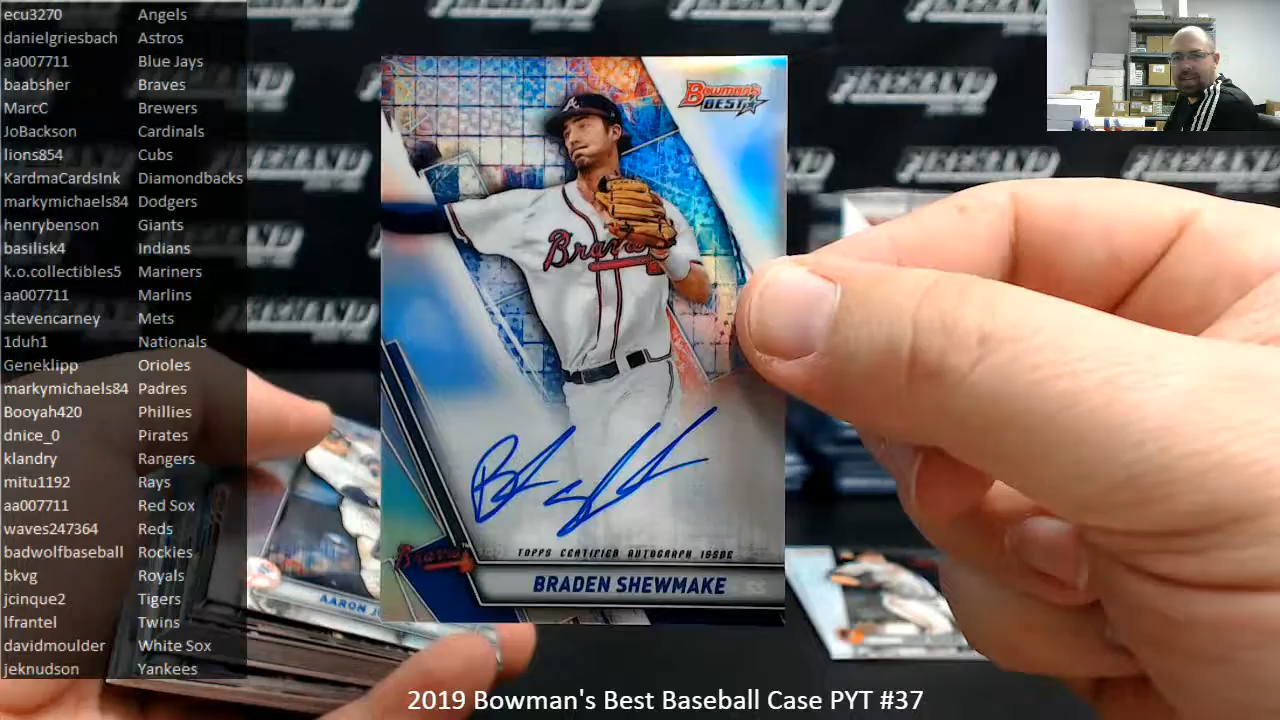 ecu3270 Angels
danielgriesbach Astros
aa007711 Blue Jays
baabsher Braves
MarcC Brewers
JoBackson Cardinals
lions854 Cubs
KardmaCardsInk Diamondbacks
markymichaels84 Dodgers
henrybenson Giants
basilisk4 Indians
k.o.collectibles5 Mariners
aa007711 Marlins
stevencarney Mets
1duh1 Nationals
Geneklipp Orioles
markymichaels84 Padres
Booyah420 Phillies
dnice_0 Pirates
klandry Rangers
mitu1192 Rays
aa007711 Red Sox
waves247364 Reds
badwolfbaseball Rockies
bkvg Royals
jcinque2 Tigers
lfrantel Twins
davidmoulder White Sox
jeknudson Yankees
Bowman's
BEST
A
Braves
TOPPS CERTIFIED AUTOGRAPH ISSUE
Braves
BRADEN SHEWMAKE
AARON
2019 Bowman's Best Baseball Case PYT #37